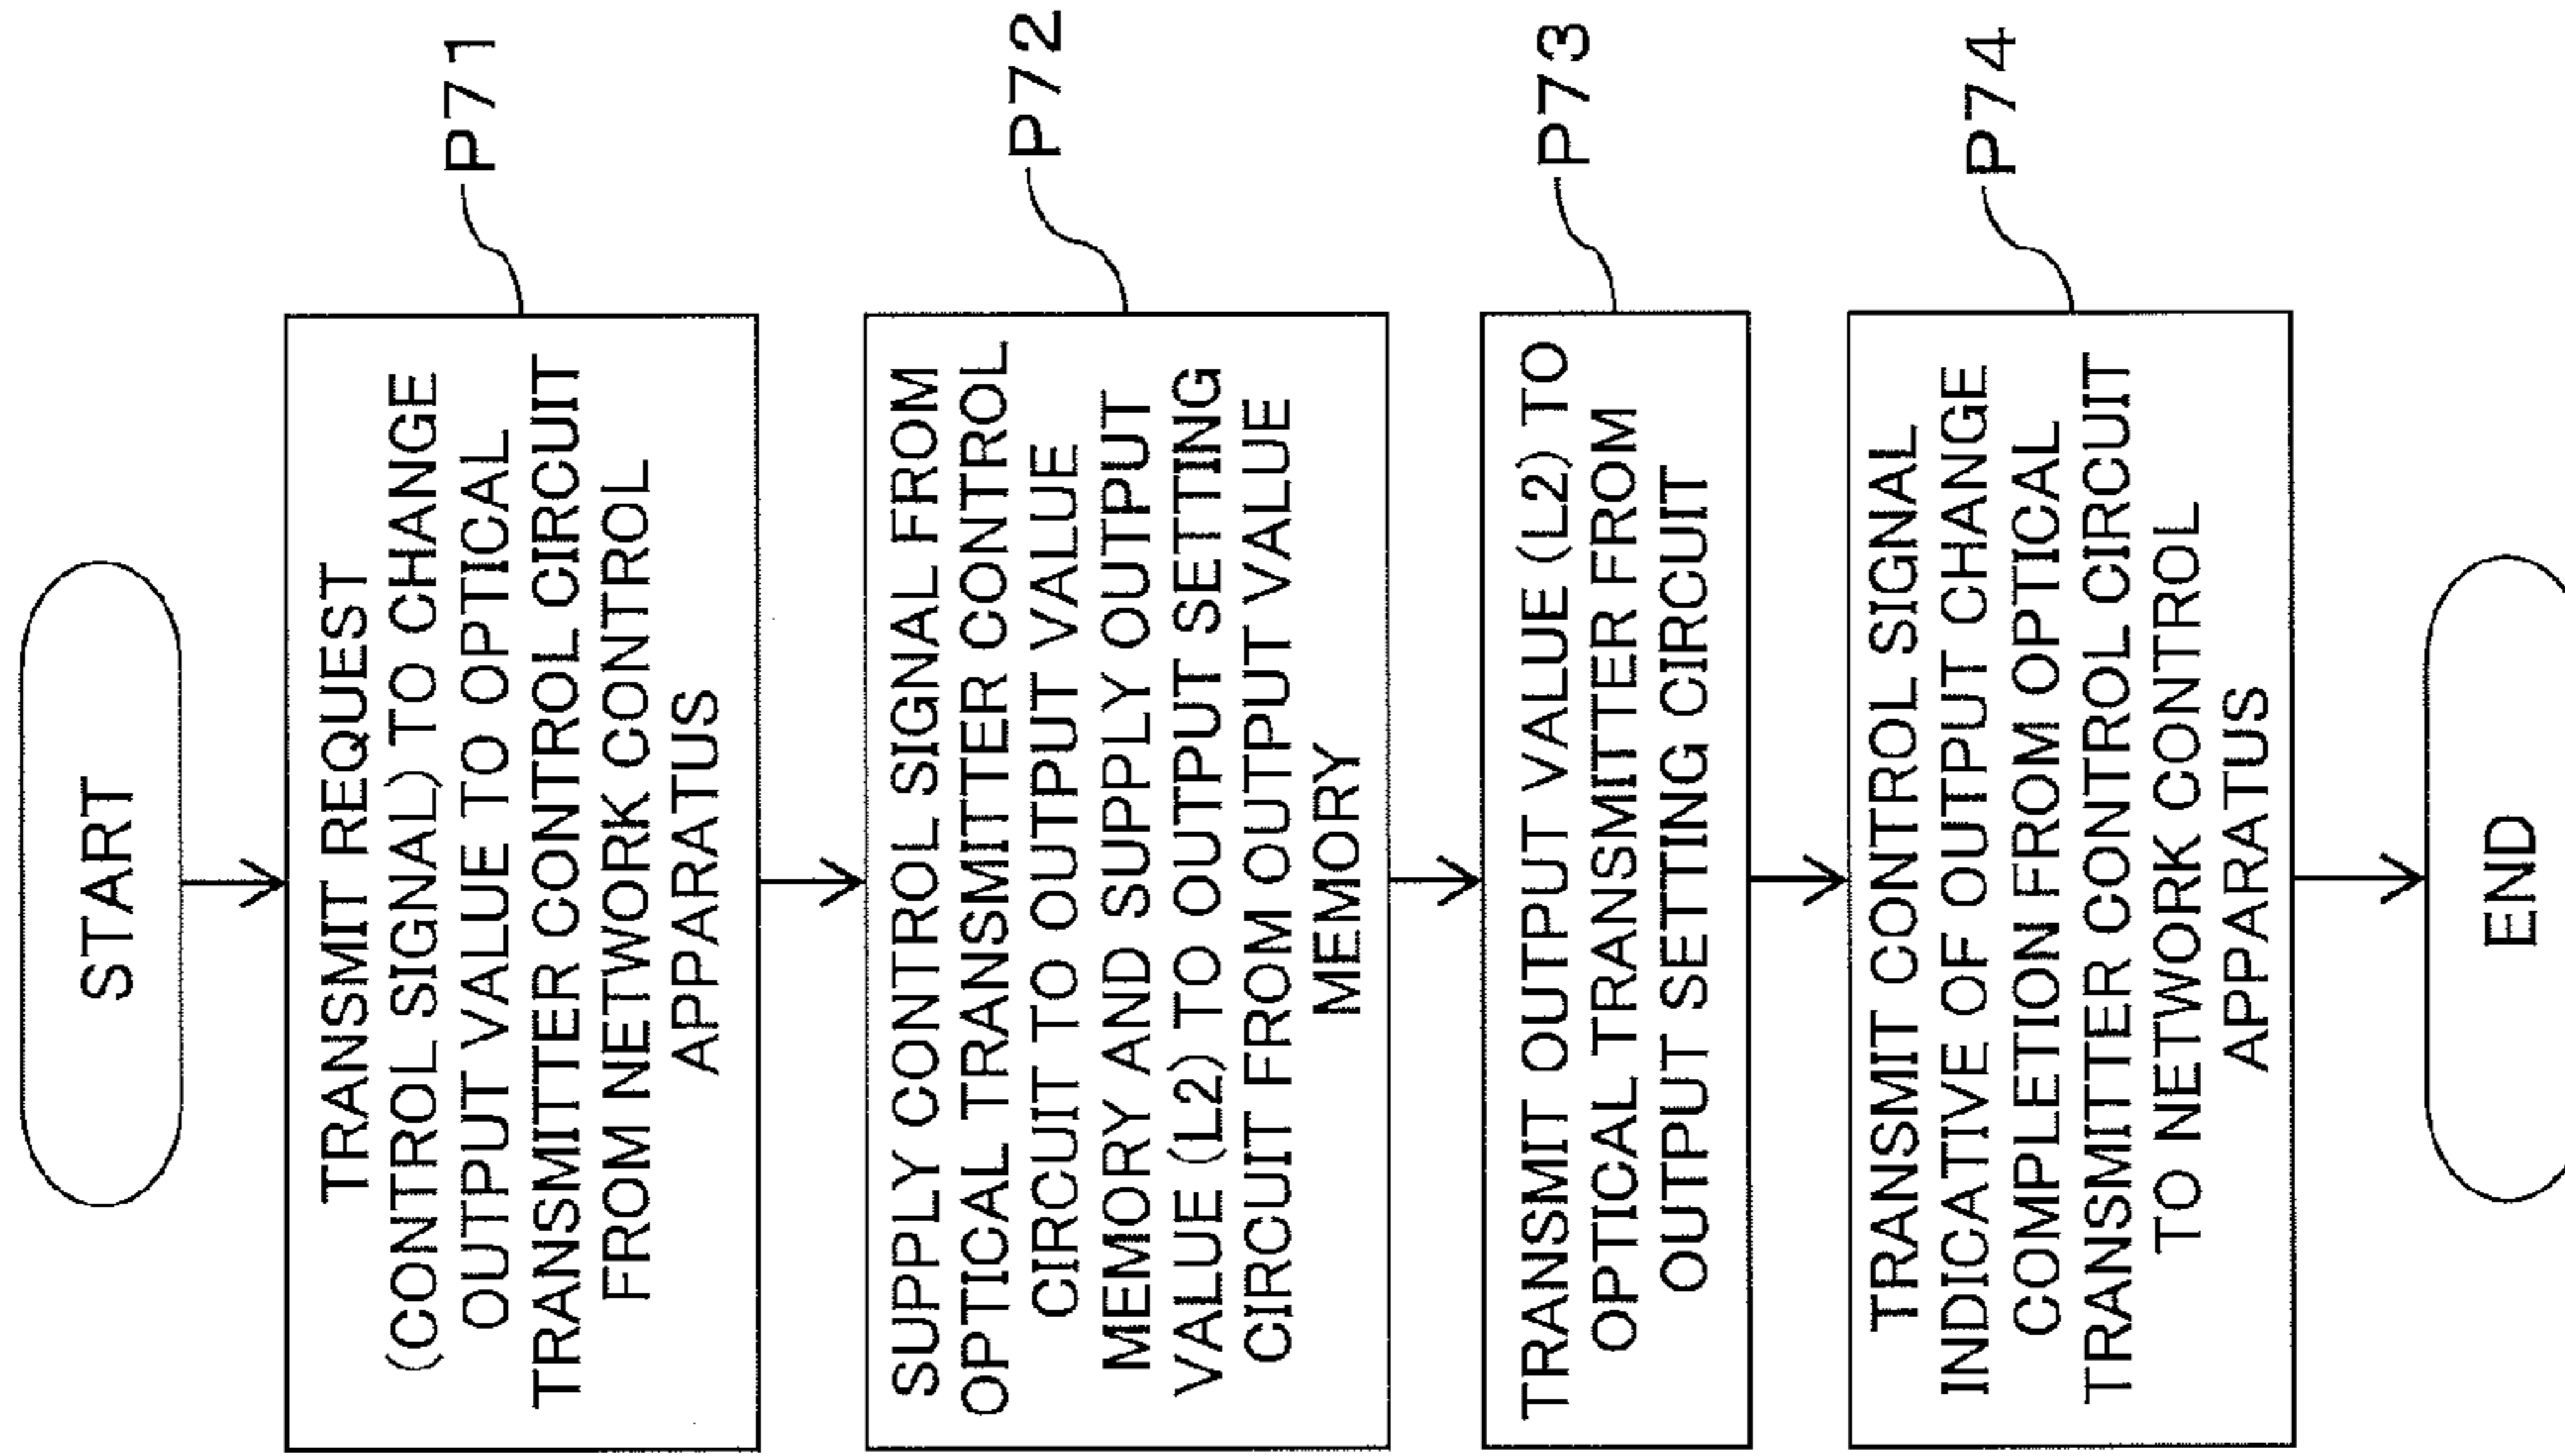 START
TRANSMIT REQUEST
(CONTROL SIGNAL) TO CHANGE
OUTPUT VALUE TO OPTICAL
TRANSMITTER CONTROL CIRCUIT
FROM NETWORK CONTROL
APPARATUS
P71
SUPPLY CONTROL SIGNAL FROM
OPTICAL TRANSMITTER CONTROL
CIRCUIT TO OUTPUT VALUE
MEMORY AND SUPPLY OUTPUT
VALUE (L2) TO OUTPUT SETTING
CIRCUIT FROM OUTPUT VALUE
MEMORY
P72
TRANSMIT OUTPUT VALUE (L2) TO
OPTICAL TRANSMITTER FROM
OUTPUT SETTING CIRCUIT
P73
TRANSMIT CONTROL SIGNAL
INDICATIVE OF OUTPUT CHANGE
COMPLETION FROM OPTICAL
TRANSMITTER CONTROL CIRCUIT
TO NETWORK CONTROL
APPARATUS
P74
END